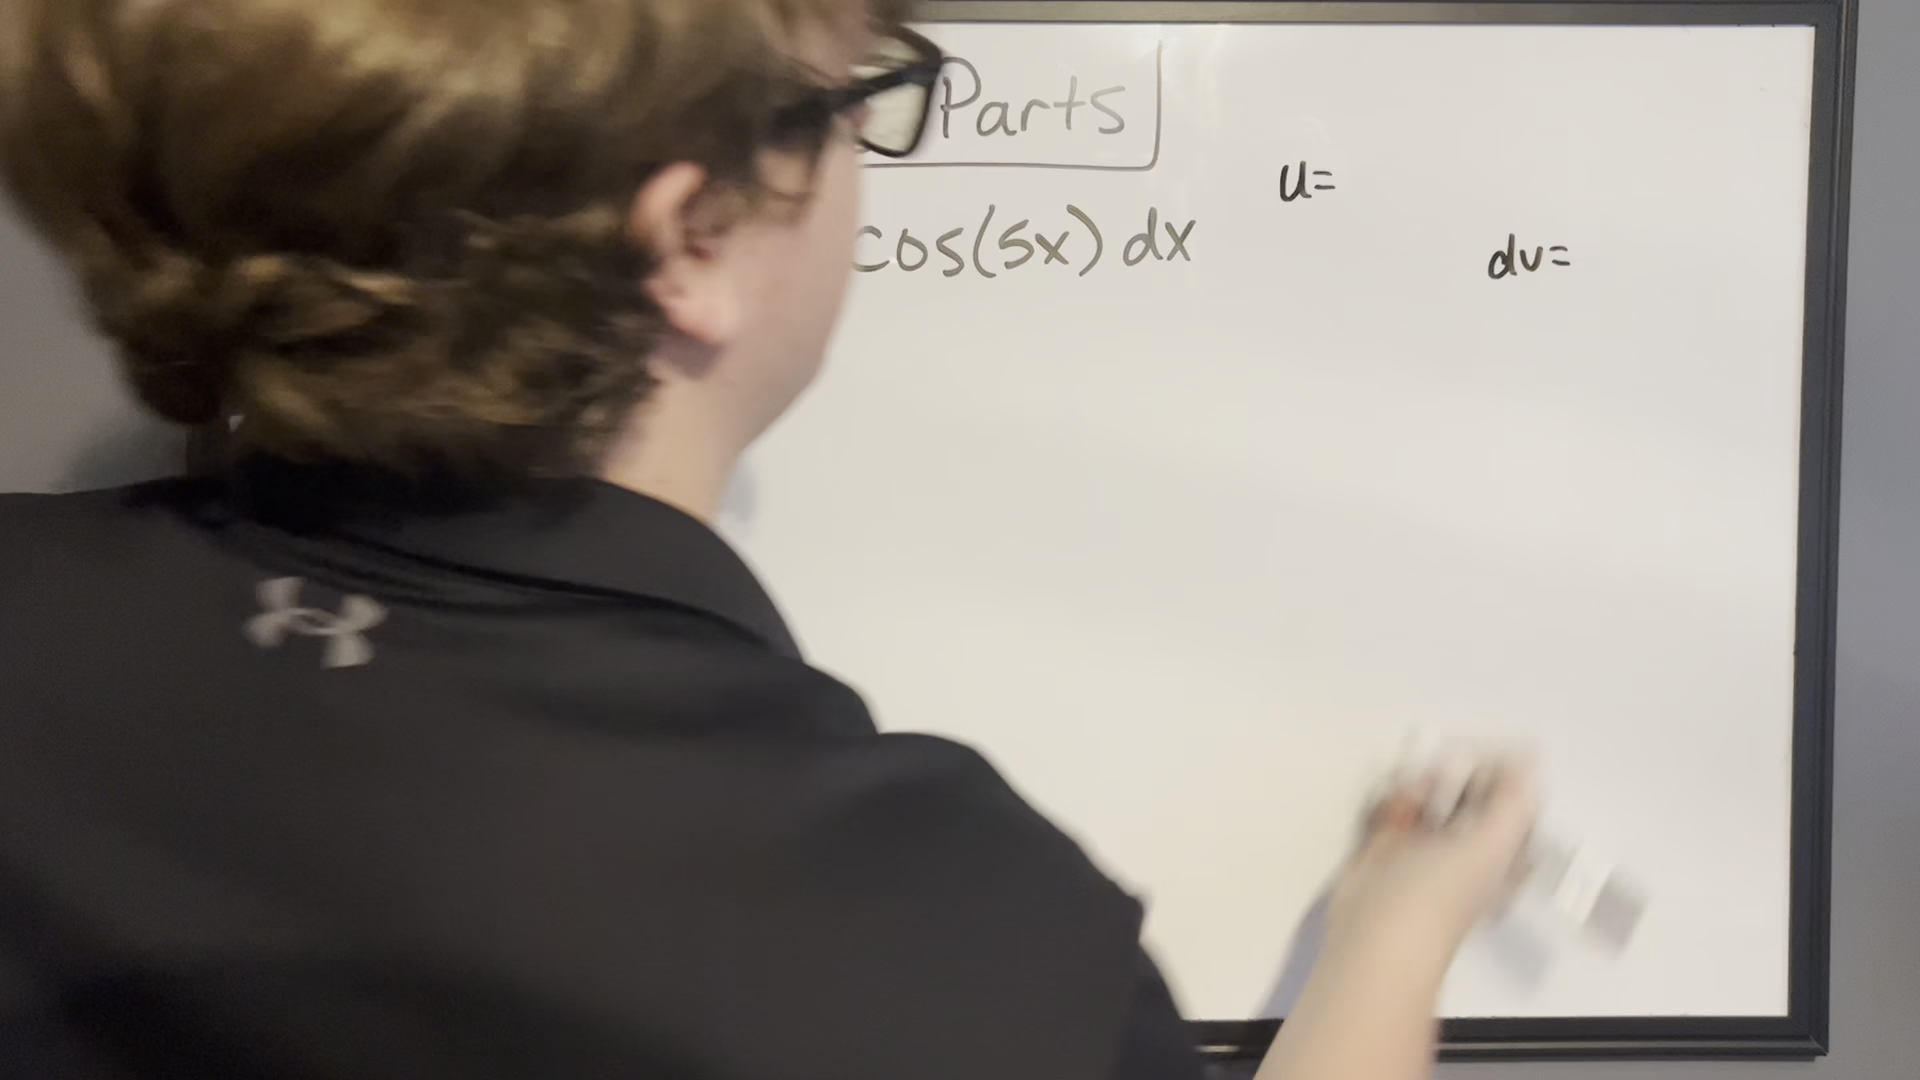 Parts
u=
cos(5x) dx
dv=